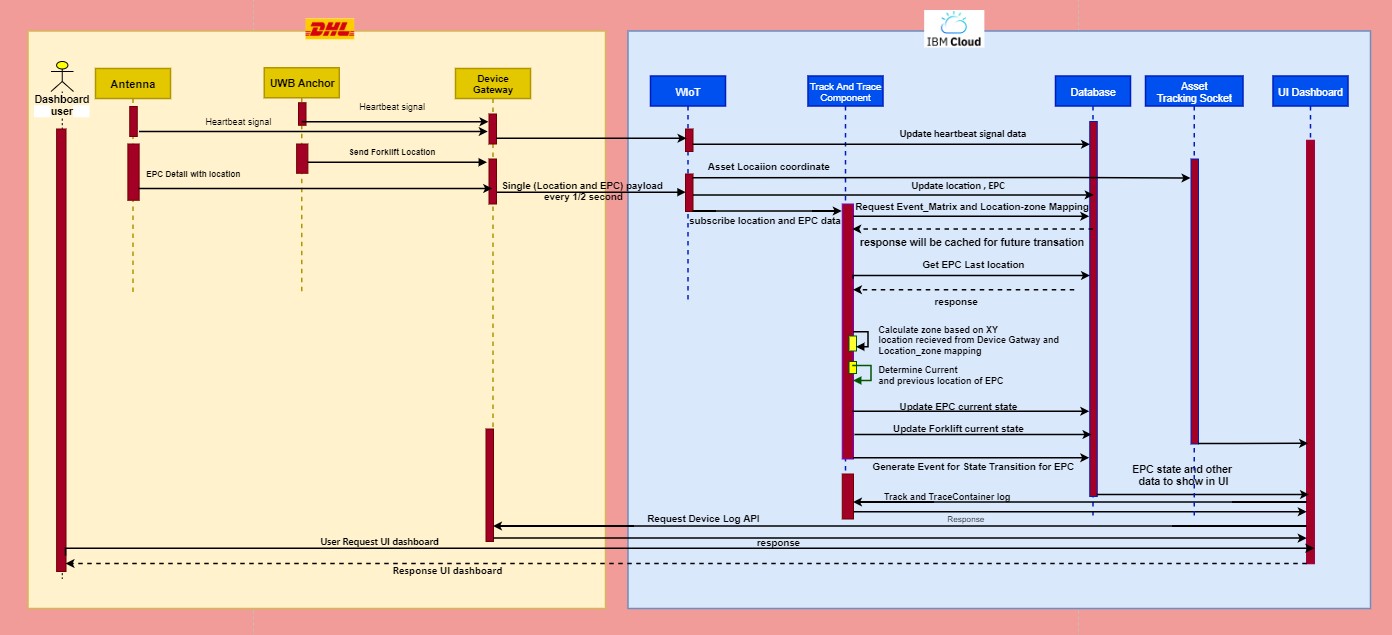 DHL
IBM Cloud
Dashboard
user
Antenna
UWB Anchor
Device
Gateway
WIoT
Track And Trace
Component
Database
Asset
Tracking Socket
UI Dashboard
Heartbeat signal
Heartbeat signal
Update heartbeat signal data
Send Forklift Location
Asset Locaiion coordinate
EPC Detail with location
Single (Location and EPC) payload
every 1/2 second
Update location , EPC
Request Event_Matrix and Location-zone Mapping
subscribe location and EPC data
response will be cached for future transation
Get EPC Last location
response
Calculate zone based on XY
location recieved from Device Gatway and
Location_zone mapping
Determine Current
and previous location of EPC
Update EPC current state
Update Forklift current state
Generate Event for State Transition for EPC
EPC state and other
data to show in UI
Track and TraceContainer log
Request Device Log API
Response
User Request UI dashboard
response
Response UI dashboard